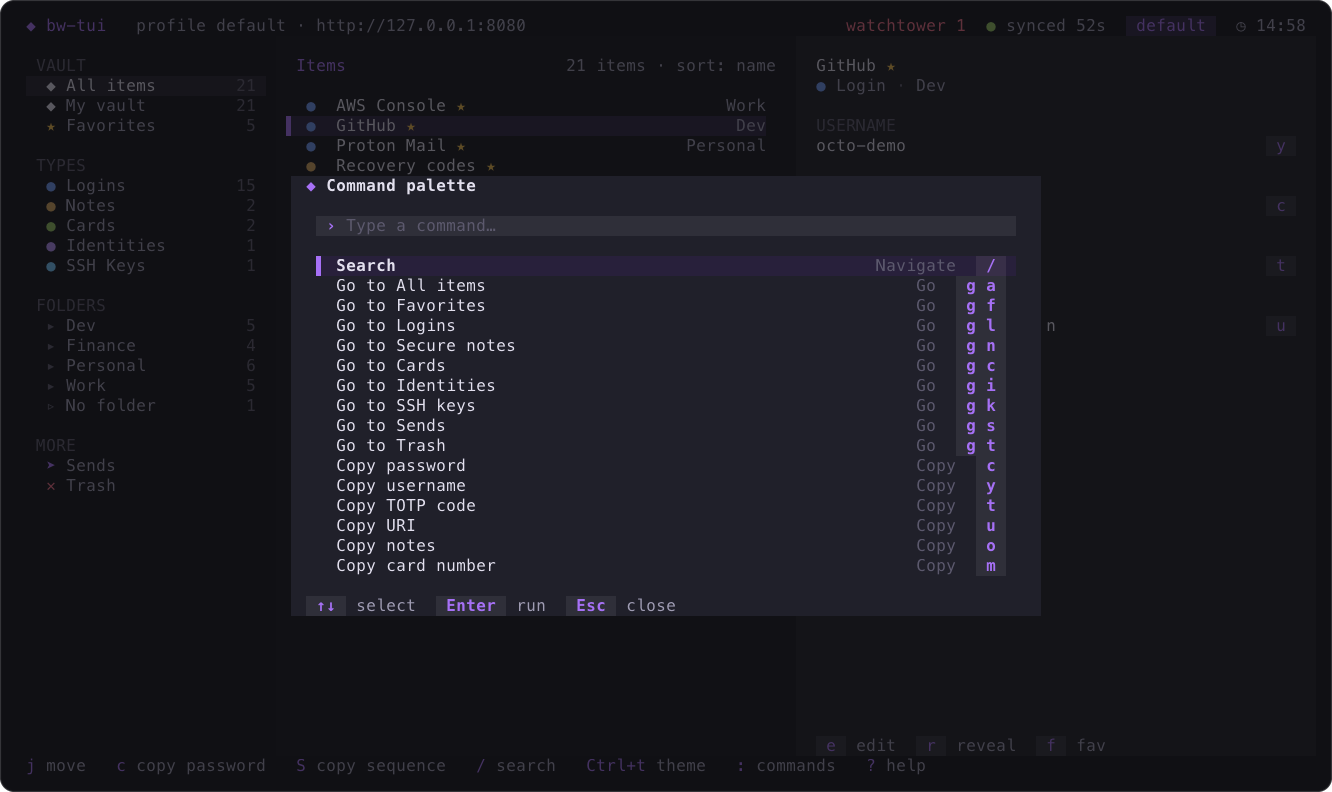 ◆ bw-tui profile default · http://127.0.0.1:8080 watchtower 1 ● synced 52s default ◷ 14:58
VAULT
◆ All items 21
◆ My vault 21
★ Favorites 5
TYPES
● Logins 15
● Notes 2
● Cards 2
● Identities 1
● SSH Keys 1
FOLDERS
▸ Dev 5
▸ Finance 4
▸ Personal 6
▸ Work 5
▹ No folder 1
MORE
➤ Sends
✕ Trash
Items 21 items · sort: name
● AWS Console ★ Work
● GitHub ★ Dev
● Proton Mail ★ Personal
● Recovery codes ★
◆ Command palette
› Type a command…
Search Navigate /
Go to All items Go g a
Go to Favorites Go g f
Go to Logins Go g l
Go to Secure notes Go g n
Go to Cards Go g c
Go to Identities Go g i
Go to SSH keys Go g k
Go to Sends Go g s
Go to Trash Go g t
Copy password Copy c
Copy username Copy y
Copy TOTP code Copy t
Copy URI Copy u
Copy notes Copy o
Copy card number Copy m
↑↓ select Enter run Esc close
GitHub ★
● Login · Dev
USERNAME
octo-demo y
c
t
n u
e edit r reveal f fav
j move c copy password S copy sequence / search Ctrl+t theme : commands ? help